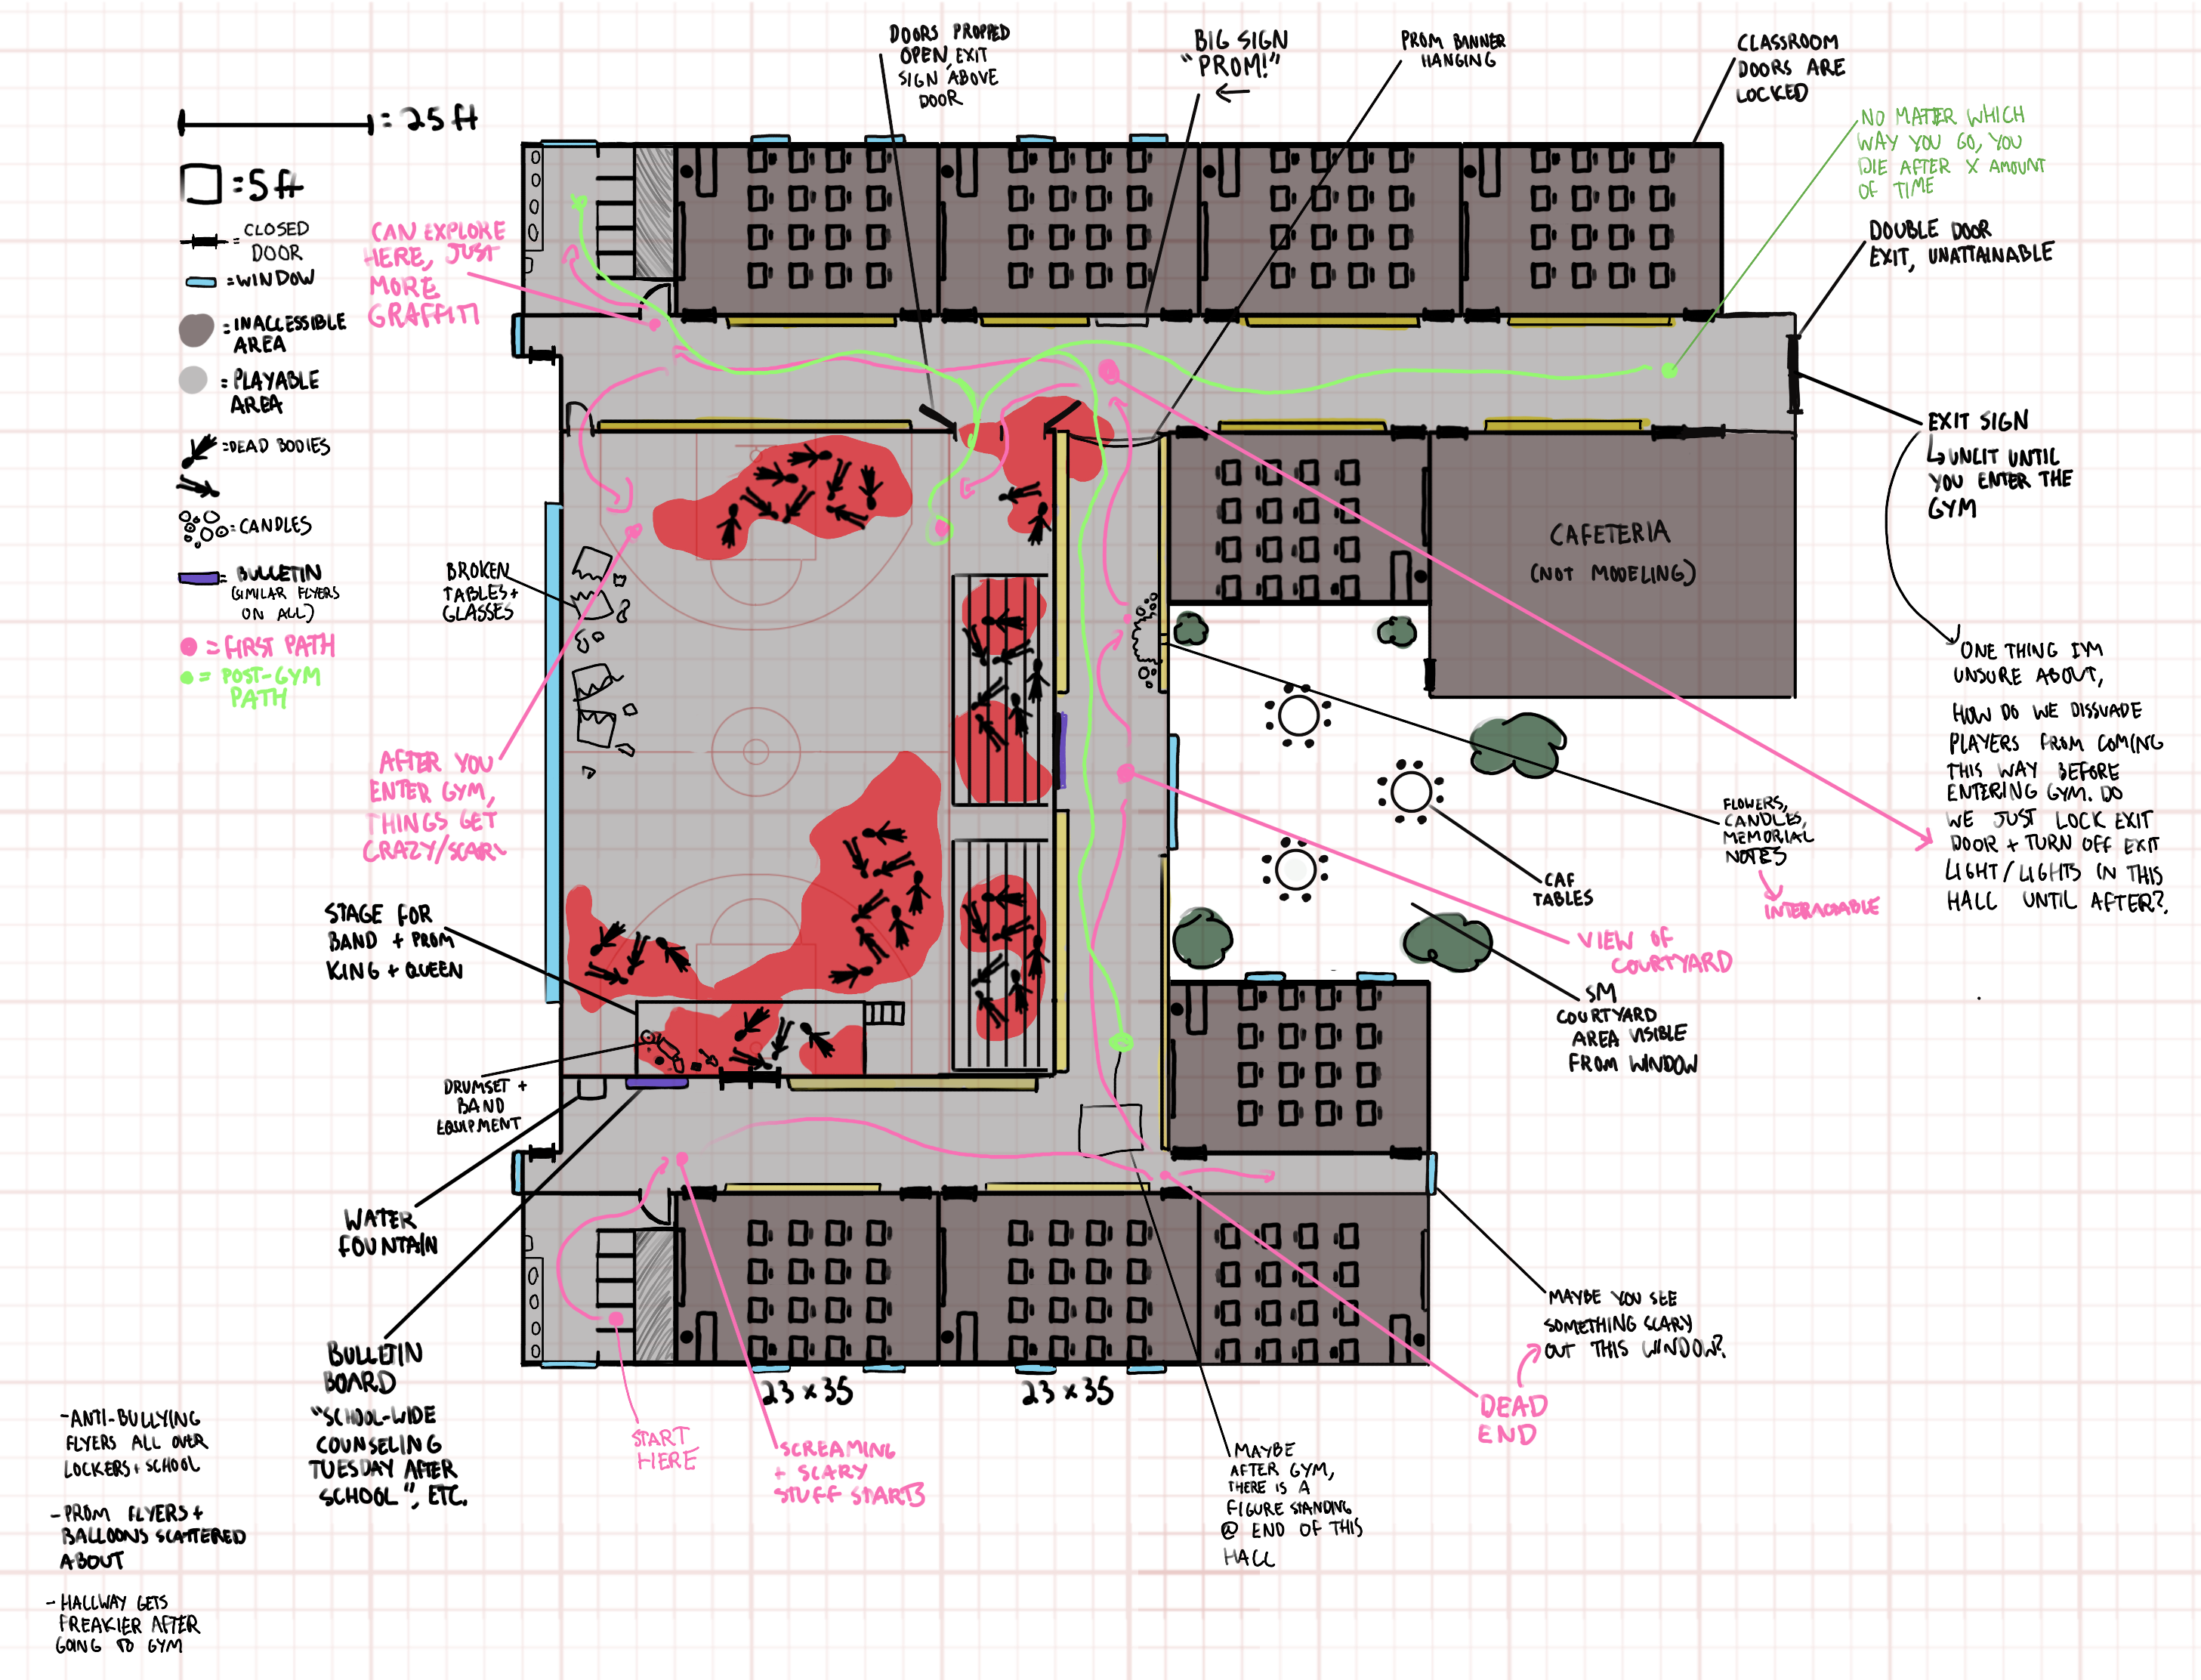 DOORS PROPPED
OPEN, EXIT
SIGN ABOVE
DOOR
BIG SIGN
"PROM!"
←
PROM BANNER
HANGING
CLASSROOM
DOORS ARE
LOCKED
NO MATTER WHICH
WAY YOU GO, YOU
DIE AFTER X AMOUNT
OF TIME
DOUBLE DOOR
EXIT, UNATTAINABLE
= 25 ft
= 5 ft
= CLOSED
DOOR
= WINDOW
= INACCESSIBLE
AREA
= PLAYABLE
AREA
= DEAD BODIES
= CANDLES
= BULLETIN
(SIMILAR FLYERS
ON ALL)
= FIRST PATH
= POST-GYM
PATH
CAN EXPLORE
HERE, JUST
MORE
GRAFFITI
BROKEN
TABLES +
GLASSES
AFTER YOU
ENTER GYM,
THINGS GET
CRAZY/SCARY
STAGE FOR
BAND + PROM
KING + QUEEN
DRUMSET +
BAND
EQUIPMENT
WATER
FOUNTAIN
BULLETIN
BOARD
"SCHOOL-WIDE
COUNSELING
TUESDAY AFTER
SCHOOL", ETC.
- ANTI-BULLYING
FLYERS ALL OVER
LOCKERS + SCHOOL
- PROM FLYERS +
BALLOONS SCATTERED
ABOUT
- HALLWAY GETS
FREAKIER AFTER
GOING TO GYM
CAFETERIA
(NOT MODELING)
EXIT SIGN
UNLIT UNTIL
YOU ENTER THE
GYM
ONE THING IM
UNSURE ABOUT,
HOW DO WE DISSUADE
PLAYERS FROM COMING
THIS WAY BEFORE
ENTERING GYM. DO
WE JUST LOCK EXIT
DOOR + TURN OFF EXIT
LIGHT/LIGHTS IN THIS
HALL UNTIL AFTER?.
FLOWERS,
CANDLES,
MEMORIAL
NOTES
INTERACTABLE
CAF
TABLES
VIEW OF
COURTYARD
SM
COURTYARD
AREA VISIBLE
FROM WINDOW
MAYBE YOU SEE
SOMETHING SCARY
OUT THIS WINDOW?
DEAD
END
23 x 35
23 x 35
START
HERE
SCREAMING
+ SCARY
STUFF STARTS
MAYBE
AFTER GYM,
THERE IS A
FIGURE STANDING
@ END OF THIS
HALL